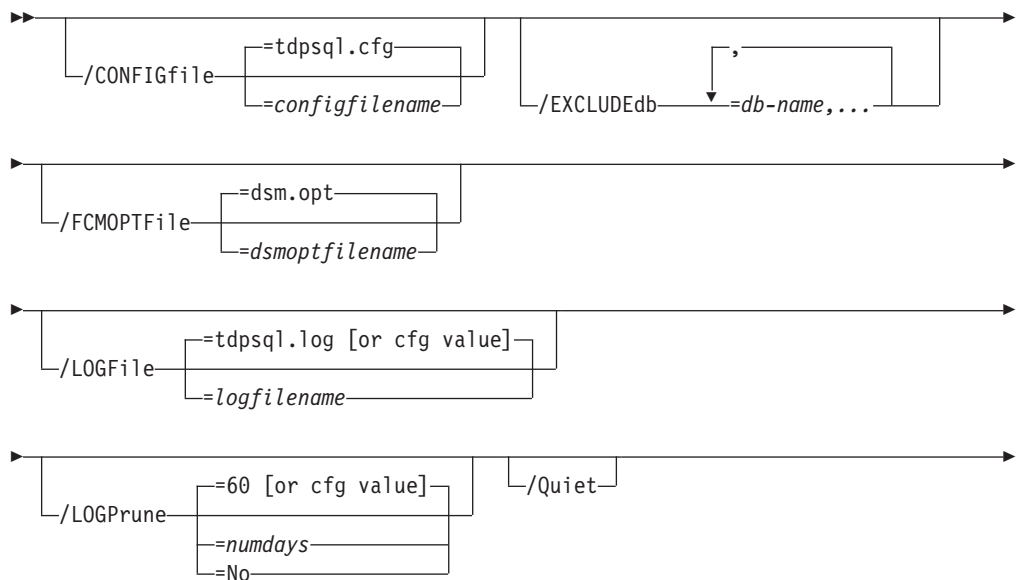 =tdpsql.cfg
,
/CONFIGfile
=configfilename
/EXCLUDEdb
=db-name,...
=dsm.opt
/FCMOPTFile
=dsmoptfilename
=tdpsql.log [or cfg value]
/LOGFile
=logfilename
=60 [or cfg value]
/Quiet
/LOGPrune
=numdays
=No